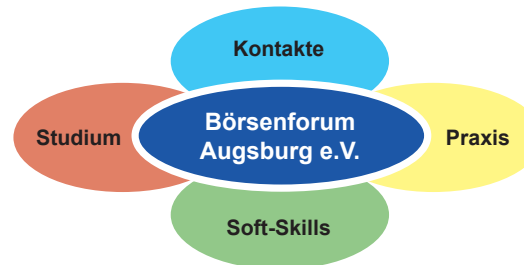 Kontakte
Studium
Börsenforum
Augsburg e.V.
Praxis
Soft-Skills